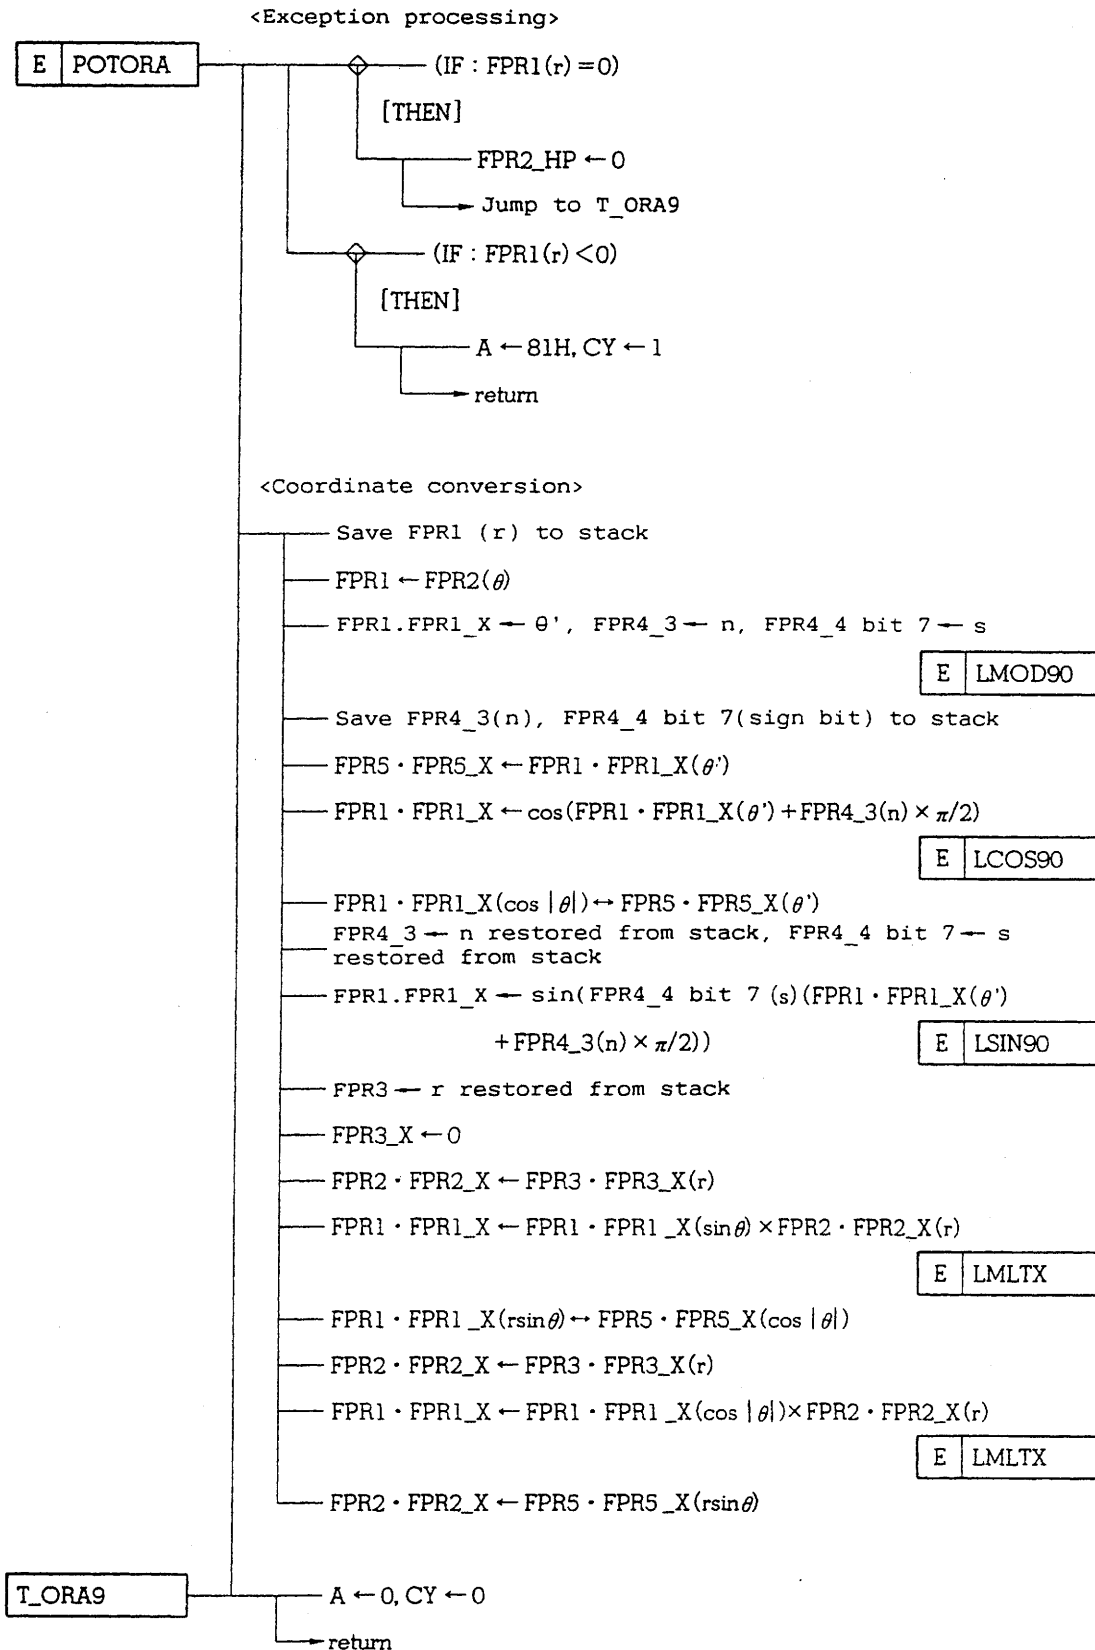 <Exception processing>
E POTORA
(IF : FPR1(r)=0)
[THEN]
FPR2_HP ← 0
Jump to T_ORA9
(IF : FPR1(r)<0)
[THEN]
A ← 81H, CY ← 1
return
<Coordinate conversion>
Save FPR1 (r) to stack
FPR1 ← FPR2(θ)
FPR1.FPR1_X ← θ', FPR4_3 ← n, FPR4_4 bit 7 ← s
E LMOD90
Save FPR4_3(n), FPR4_4 bit 7(sign bit) to stack
FPR5・FPR5_X ← FPR1・FPR1_X(θ')
FPR1・FPR1_X ← cos(FPR1・FPR1_X(θ')+FPR4_3(n)×π/2)
E LCOS90
FPR1・FPR1_X(cos |θ|) ↔ FPR5・FPR5_X(θ')
FPR4_3 ← n restored from stack, FPR4_4 bit 7 ← s
restored from stack
FPR1.FPR1_X ← sin(FPR4_4 bit 7 (s)(FPR1・FPR1_X(θ')
+FPR4_3(n)×π/2))
E LSIN90
FPR3 ← r restored from stack
FPR3_X ← 0
FPR2・FPR2_X ← FPR3・FPR3_X(r)
FPR1・FPR1_X ← FPR1・FPR1_X(sinθ)×FPR2・FPR2_X(r)
E LMLTX
FPR1・FPR1_X(rsinθ) ↔ FPR5・FPR5_X(cos |θ|)
FPR2・FPR2_X ← FPR3・FPR3_X(r)
FPR1・FPR1_X ← FPR1・FPR1_X(cos |θ|)×FPR2・FPR2_X(r)
E LMLTX
FPR2・FPR2_X ← FPR5・FPR5_X(rsinθ)
T_ORA9
A ← 0, CY ← 0
return